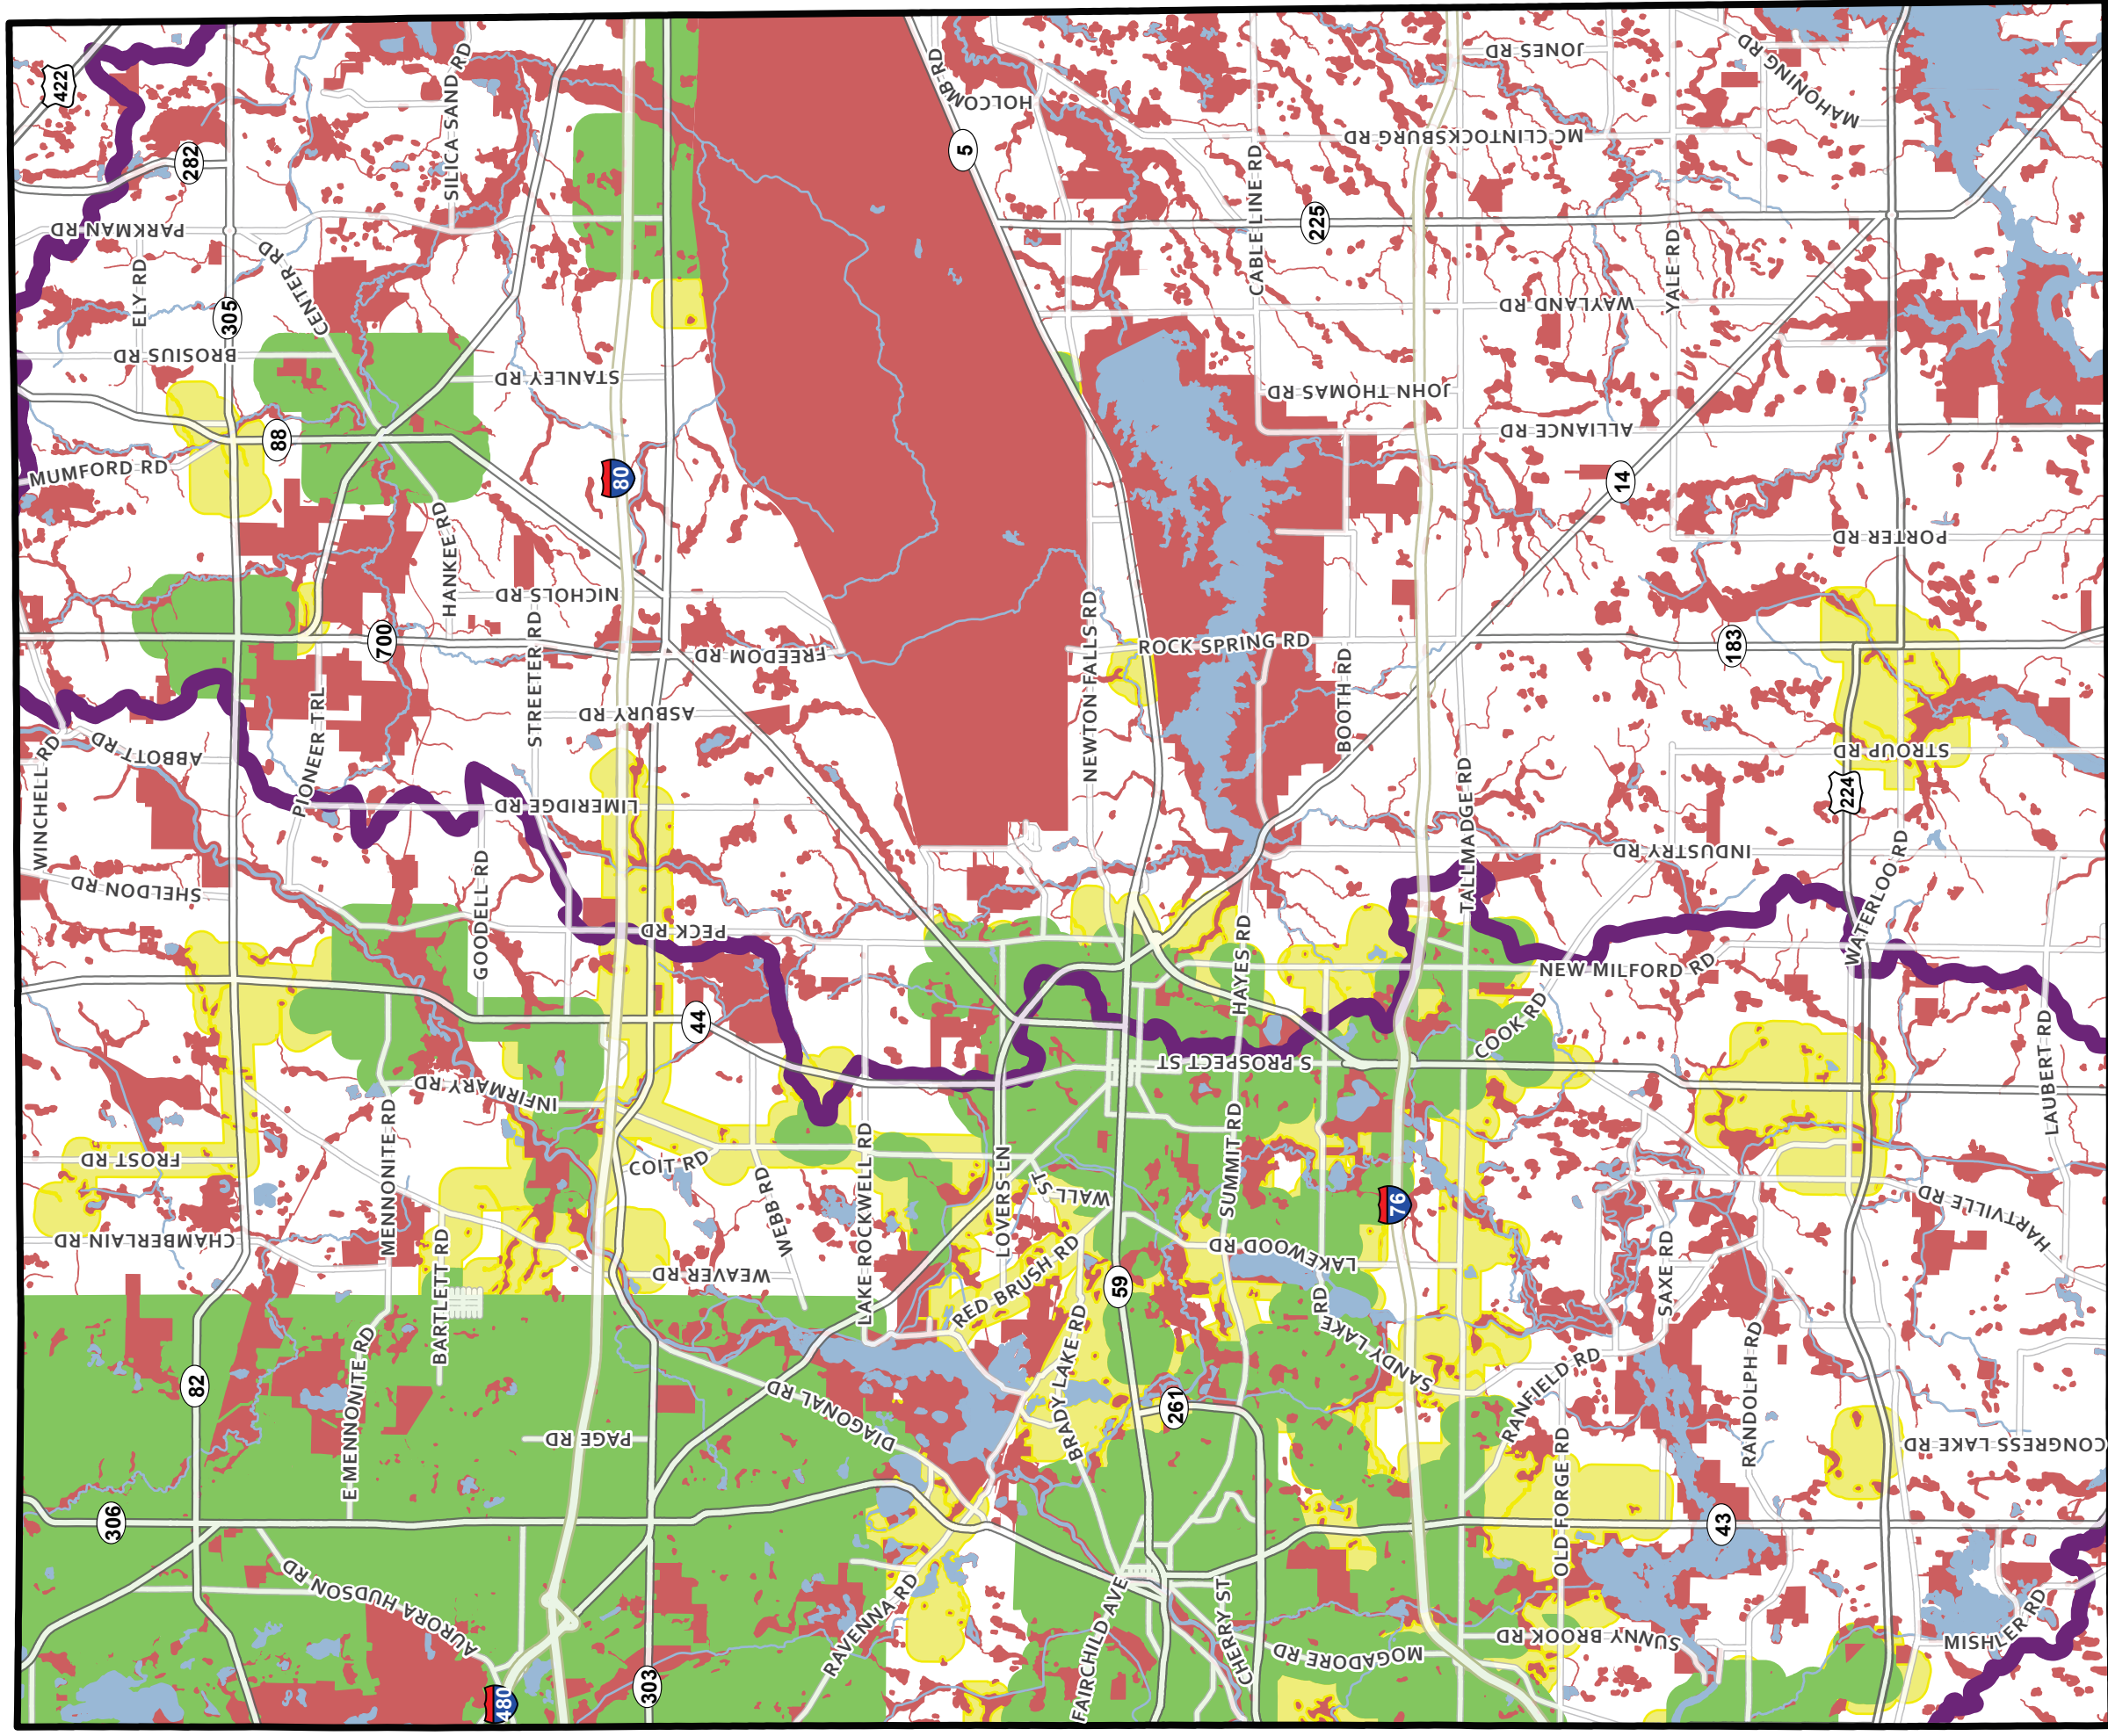 422
282
PARKMAN RD
ELY RD
305
BROSIUS RD
CENTER RD
SILICA SAND RD
88
MUMFORD RD
STANLEY RD
80
HANKEE RD
NICHOLS RD
700
STREETER RD
FREEDOM RD
ASBURY RD
PIONEER TRL
ABBOTT RD
WINCHELL RD
SHELDON RD
LIMERIDGE RD
GOODELL RD
PECK RD
44
INFIRMARY RD
MENNONITE RD
FROST RD
CHAMBERLAIN RD
COIT RD
WEBB RD
WEAVER RD
BARTLETT RD
LAKE ROCKWELL RD
82
E MENNONITE RD
PAGE RD
DIAGONAL RD
306
AURORA HUDSON RD
480
303
RAVENNA RD
HOLCOMB RD
5
JONES RD
MAHONING RD
MC CLINTOCKSBURG RD
CABLE LINE RD
225
YALE RD
WAYLAND RD
JOHN THOMAS RD
ALLIANCE RD
14
PORTER RD
NEWTON FALLS RD
ROCK SPRING RD
BOOTH RD
183
STROUP RD
224
TALLMADGE RD
INDUSTRY RD
WATERLOO RD
HAYES RD
NEW MILFORD RD
COOK RD
S PROSPECT ST
LAUBERT RD
LOVERS LN
WALL ST
SUMMIT RD
76
HARTVILLE RD
RED BRUSH RD
LAKEWOOD RD
59
SAXE RD
SANDY LAKE RD
BRADY LAKE RD
RANFIELD RD
RANDOLPH RD
261
CONGRESS LAKE RD
OLD FORGE RD
43
FAIRCHILD AVE
CHERRY ST
MOGADORE RD
SUNNY BROOK RD
MISHLER RD